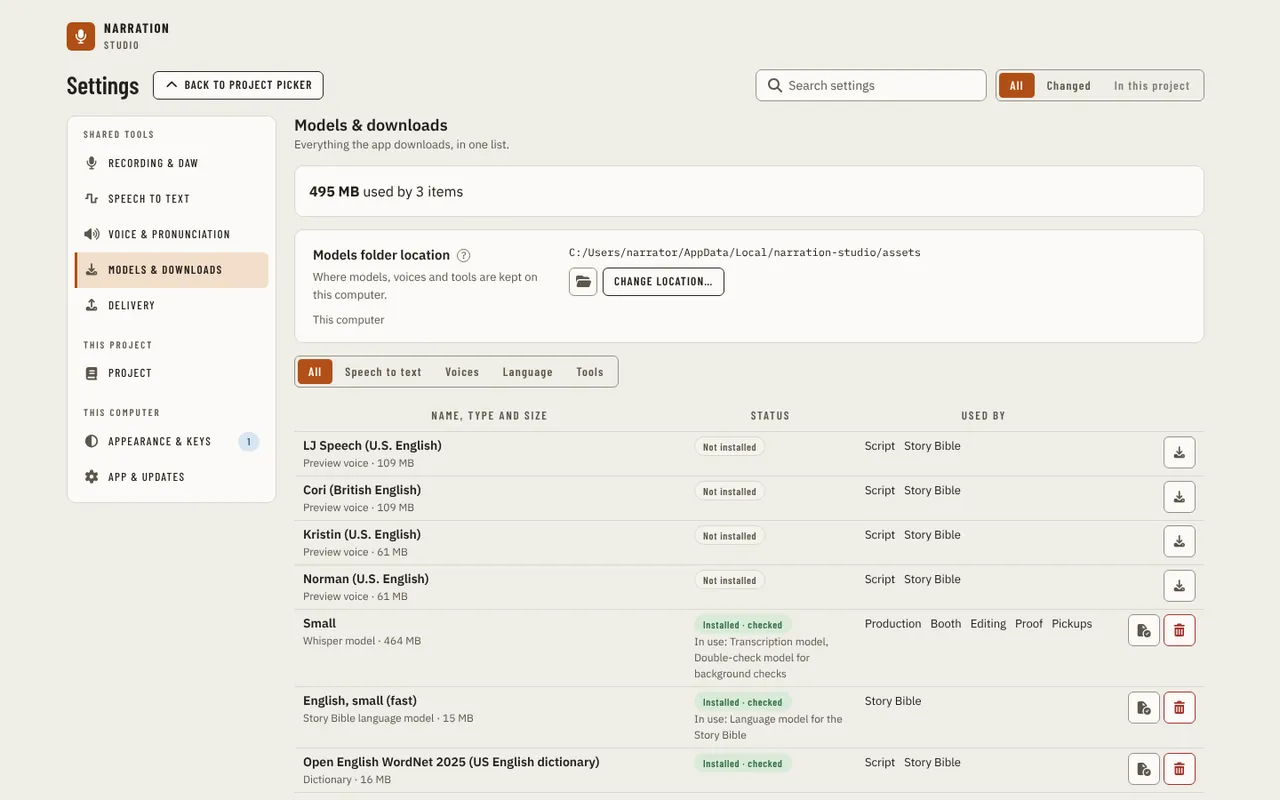 NARRATION
STUDIO
Settings
BACK TO PROJECT PICKER
Search settings
All Changed In this project
SHARED TOOLS
RECORDING & DAW
SPEECH TO TEXT
VOICE & PRONUNCIATION
MODELS & DOWNLOADS
DELIVERY
THIS PROJECT
PROJECT
THIS COMPUTER
APPEARANCE & KEYS 1
APP & UPDATES
Models & downloads
Everything the app downloads, in one list.
495 MB used by 3 items
Models folder location ?
Where models, voices and tools are kept on
this computer.
This computer
C:/Users/narrator/AppData/Local/narration-studio/assets
CHANGE LOCATION...
All Speech to text Voices Language Tools
NAME, TYPE AND SIZE STATUS USED BY
LJ Speech (U.S. English) Not installed Script Story Bible
Preview voice · 109 MB
Cori (British English) Not installed Script Story Bible
Preview voice · 109 MB
Kristin (U.S. English) Not installed Script Story Bible
Preview voice · 61 MB
Norman (U.S. English) Not installed Script Story Bible
Preview voice · 61 MB
Small Installed · checked Production Booth Editing Proof Pickups
Whisper model · 464 MB In use: Transcription model,
Double-check model for
background checks
English, small (fast) Installed · checked Story Bible
Story Bible language model · 15 MB In use: Language model for the
Story Bible
Open English WordNet 2025 (US English dictionary) Installed · checked Script Story Bible
Dictionary · 16 MB